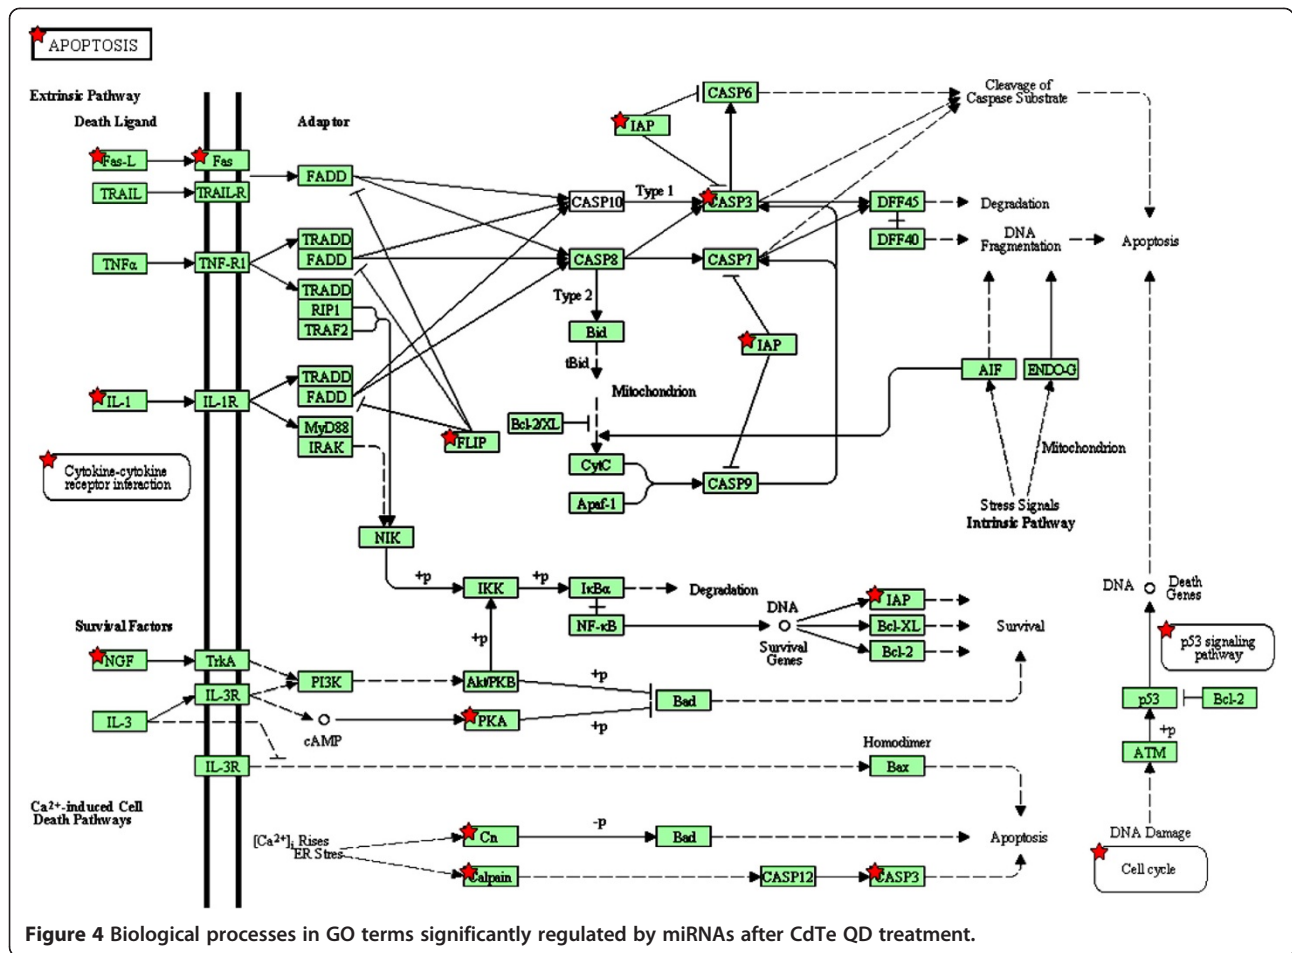 APOPTOSIS
Extrinsic Pathway
Death Ligand
Adaptor
Fas-L
Fas
FADD
TRAIL
TRAIL-R
IAP
CASP6
Cleavage of
Caspase Substrate
CASP10
Type 1
CASP3
DFF45
Degradation
DFF40
DNA
Fragmentation
Apoptosis
TNFα
TNF-R1
TRADD
FADD
TRADD
RIP1
TRAF2
CASP8
CASP7
Type 2
Bid
tBid
IAP
Mitochondrion
AIF
ENDO-G
IL-1
IL-1R
TRADD
FADD
MyD88
IRAK
FLIP
Bcl-2/XL
CytC
Apaf-1
CASP9
Mitochondrion
Stress Signals
Intrinsic Pathway
Cytokine-cytokine
receptor interaction
NIK
+p
IKK
+p
IκBα
Degradation
NF-κB
DNA
Survival
Genes
IAP
Bcl-XL
Bcl-2
Survival
DNA
Death
Genes
p53 signaling
pathway
Survival Factors
NGF
TrkA
PI3K
+p
Akt/PKB
+p
Bad
IL-3
IL-3R
cAMP
PKA
+p
p53
Bcl-2
+p
ATM
IL-3R
Homodimer
Bax
DNA Damage
Cell cycle
Ca2+-induced Cell
Death Pathways
[Ca2+]i Rises
ER Stres
Cn
-p
Bad
Apoptosis
Calpain
CASP12
CASP3
Figure 4 Biological processes in GO terms significantly regulated by miRNAs after CdTe QD treatment.